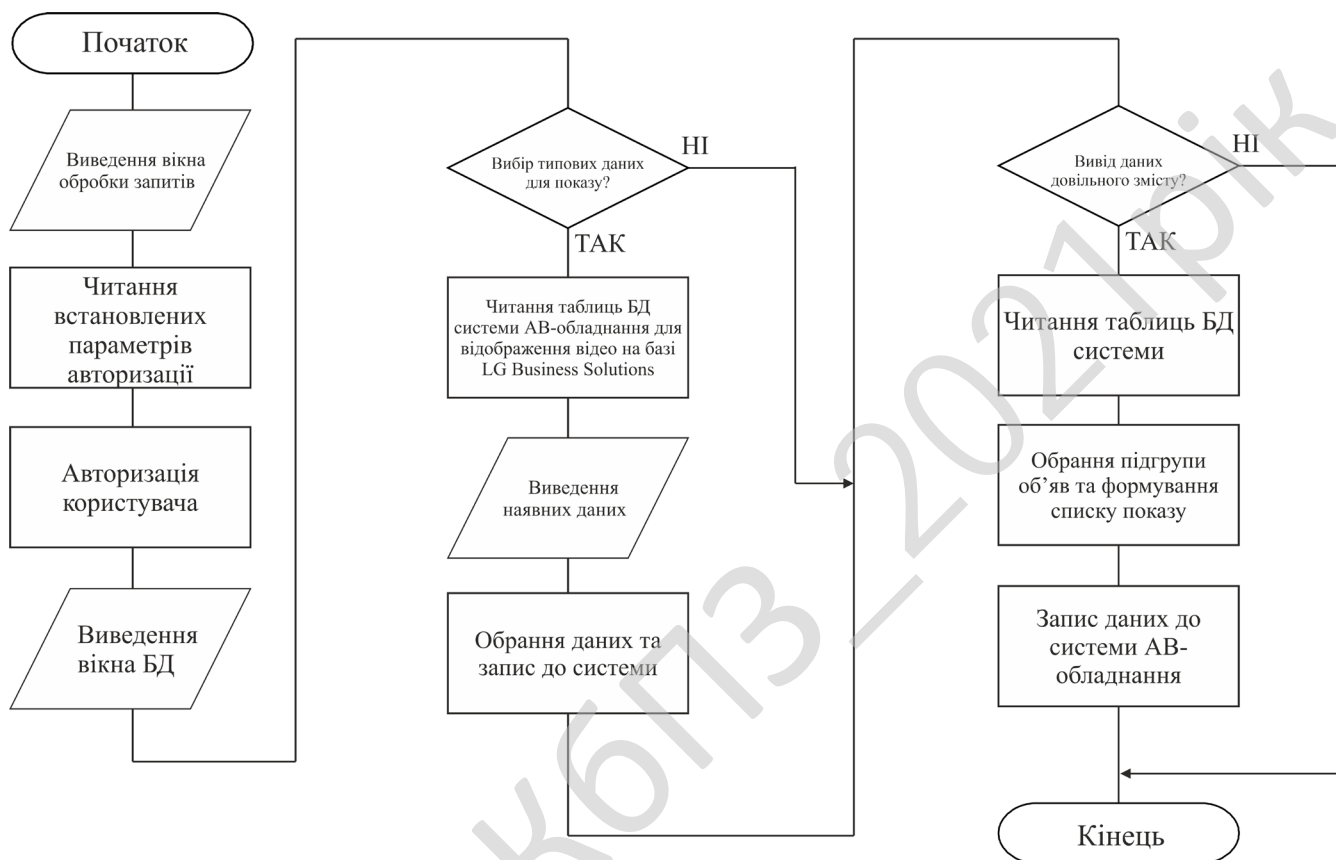 Початок
Виведення вікна
обробки запитів
Читання
встановлених
параметрів
авторизації
Авторизація
користувача
Виведення
вікна БД
Вибір типових даних
для показу?
НІ
ТАК
Читання таблиць БД
системи АВ-обладнання для
відображення відео на базі
LG Business Solutions
Виведення
наявних даних
Обрання даних та
запис до системи
Вивід даних
довільного змісту?
НІ
ТАК
Читання таблиць БД
системи
Обрання підгрупи
об’яв та формування
списку показу
Запис даних до
системи АВ-
обладнання
Кінець
КбПЗ_2021рік